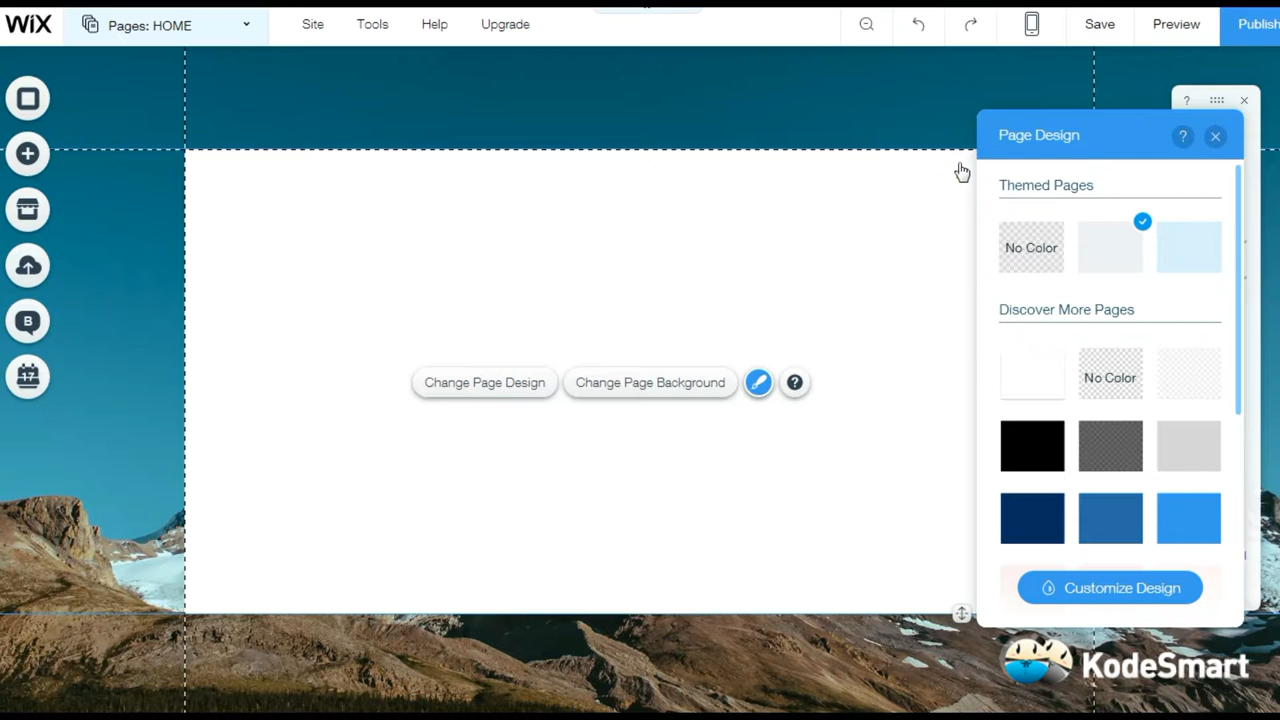 WiX
Pages: HOME
Site
Tools
Help
Upgrade
Save
Preview
Publish
?
Page Design
?
Themed Pages
No Color
Discover More Pages
No Color
Change Page Design
Change Page Background
?
B
17
Customize Design
KodeSmart